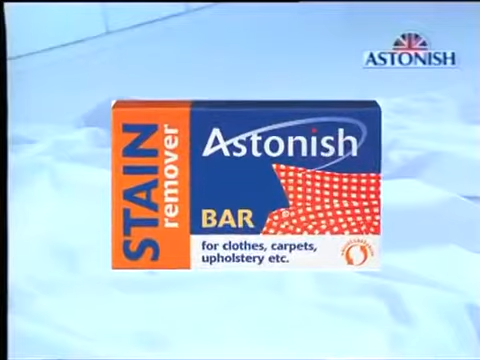 ASTONISH
STAIN
remover
Astonish
BAR
for clothes, carpets,
upholstery etc.